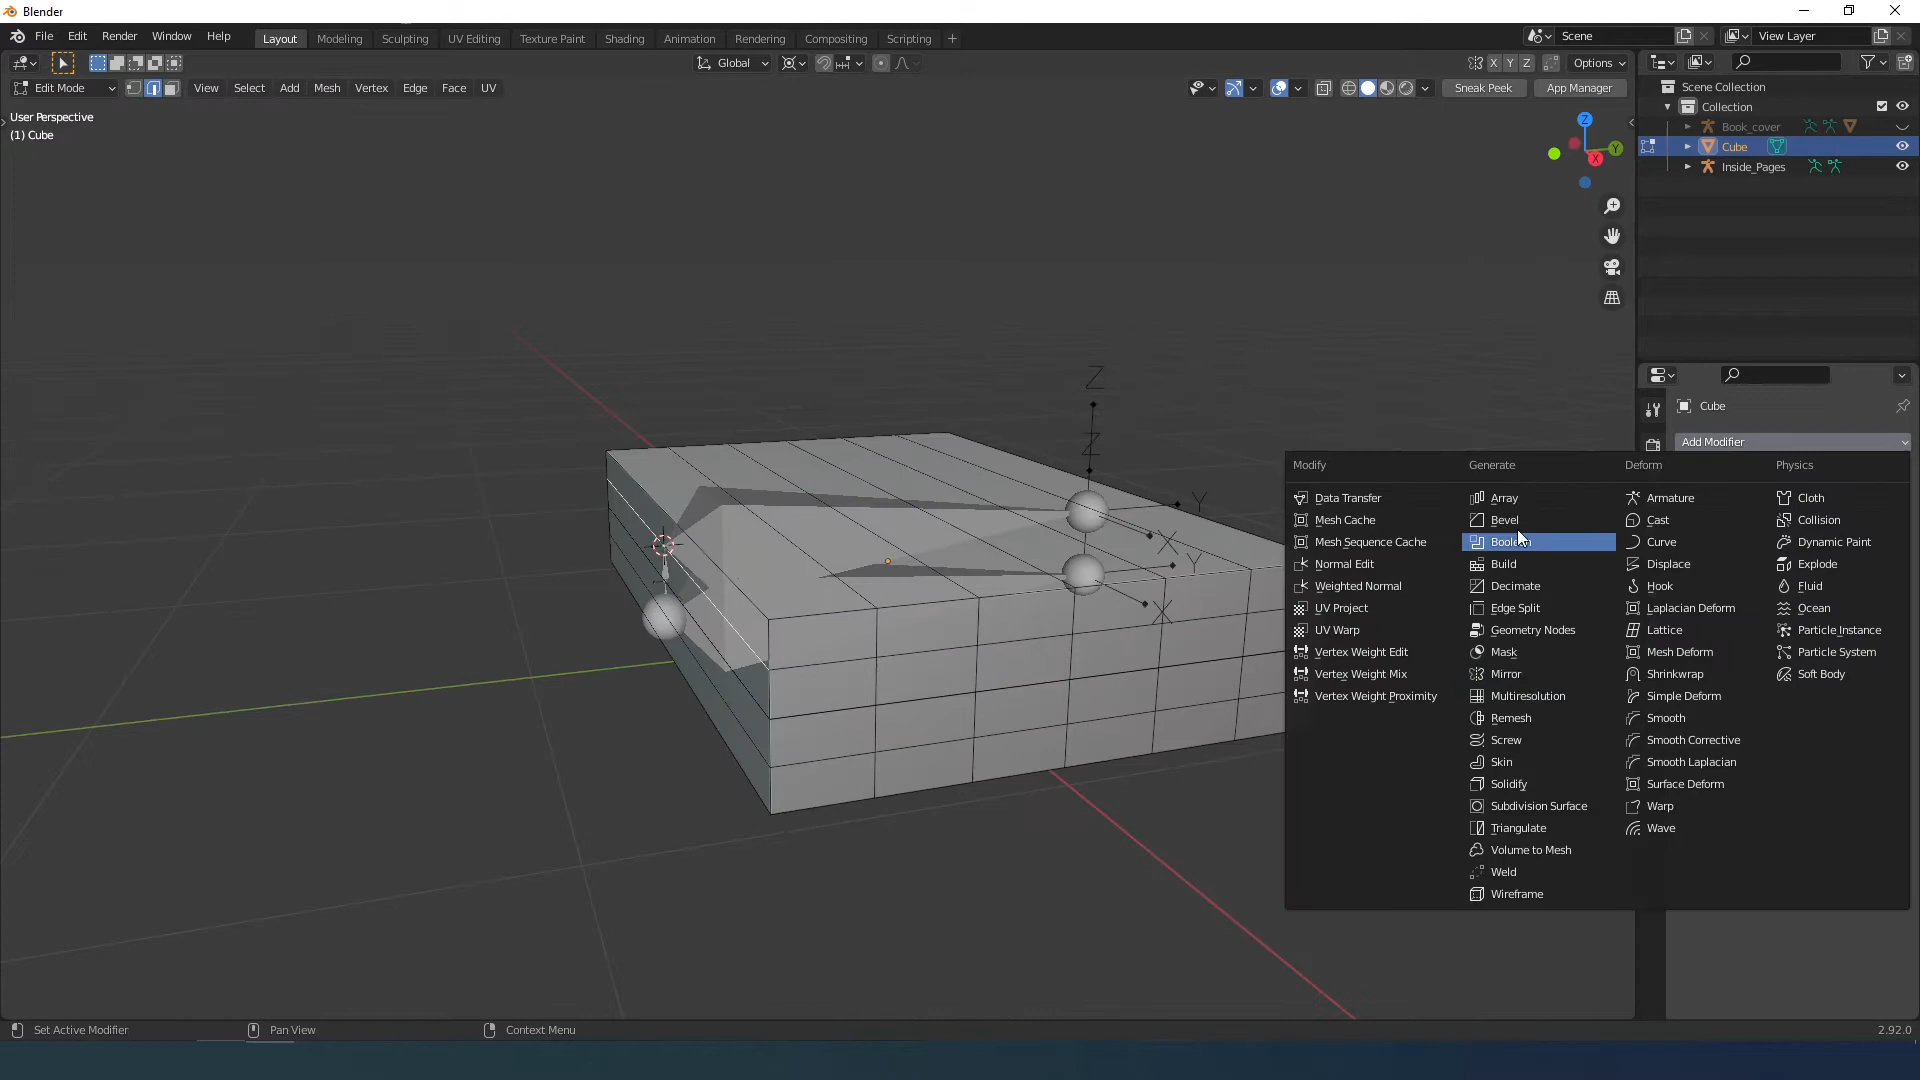 Blender
File Edit Render Window Help
Layout Modeling Sculpting UV Editing Texture Paint Shading Animation Rendering Compositing Scripting +
Scene
View Layer
Global
X Y Z Options
Edit Mode View Select Add Mesh Vertex Edge Face UV
Sneak Peek App Manager
User Perspective
(1) Cube
Scene Collection
Collection
Book_cover
Cube
Inside_Pages
Z
Y
X
Z
Z
Y
X
Y
X
Cube
Add Modifier
Modify Generate Deform Physics
Data Transfer Array Armature Cloth
Mesh Cache Bevel Cast Collision
Mesh Sequence Cache Curve Dynamic Paint
Normal Edit Build Displace Explode
Weighted Normal Decimate Hook Fluid
UV Project Edge Split Laplacian Deform Ocean
UV Warp Geometry Nodes Lattice Particle Instance
Vertex Weight Edit Mask Mesh Deform Particle System
Vertex Weight Mix Mirror Shrinkwrap Soft Body
Vertex Weight Proximity Multiresolution Simple Deform
Remesh Smooth
Screw Smooth Corrective
Skin Smooth Laplacian
Solidify Surface Deform
Subdivision Surface Warp
Triangulate Wave
Volume to Mesh
Weld
Wireframe
Set Active Modifier Pan View Context Menu 2.92.0